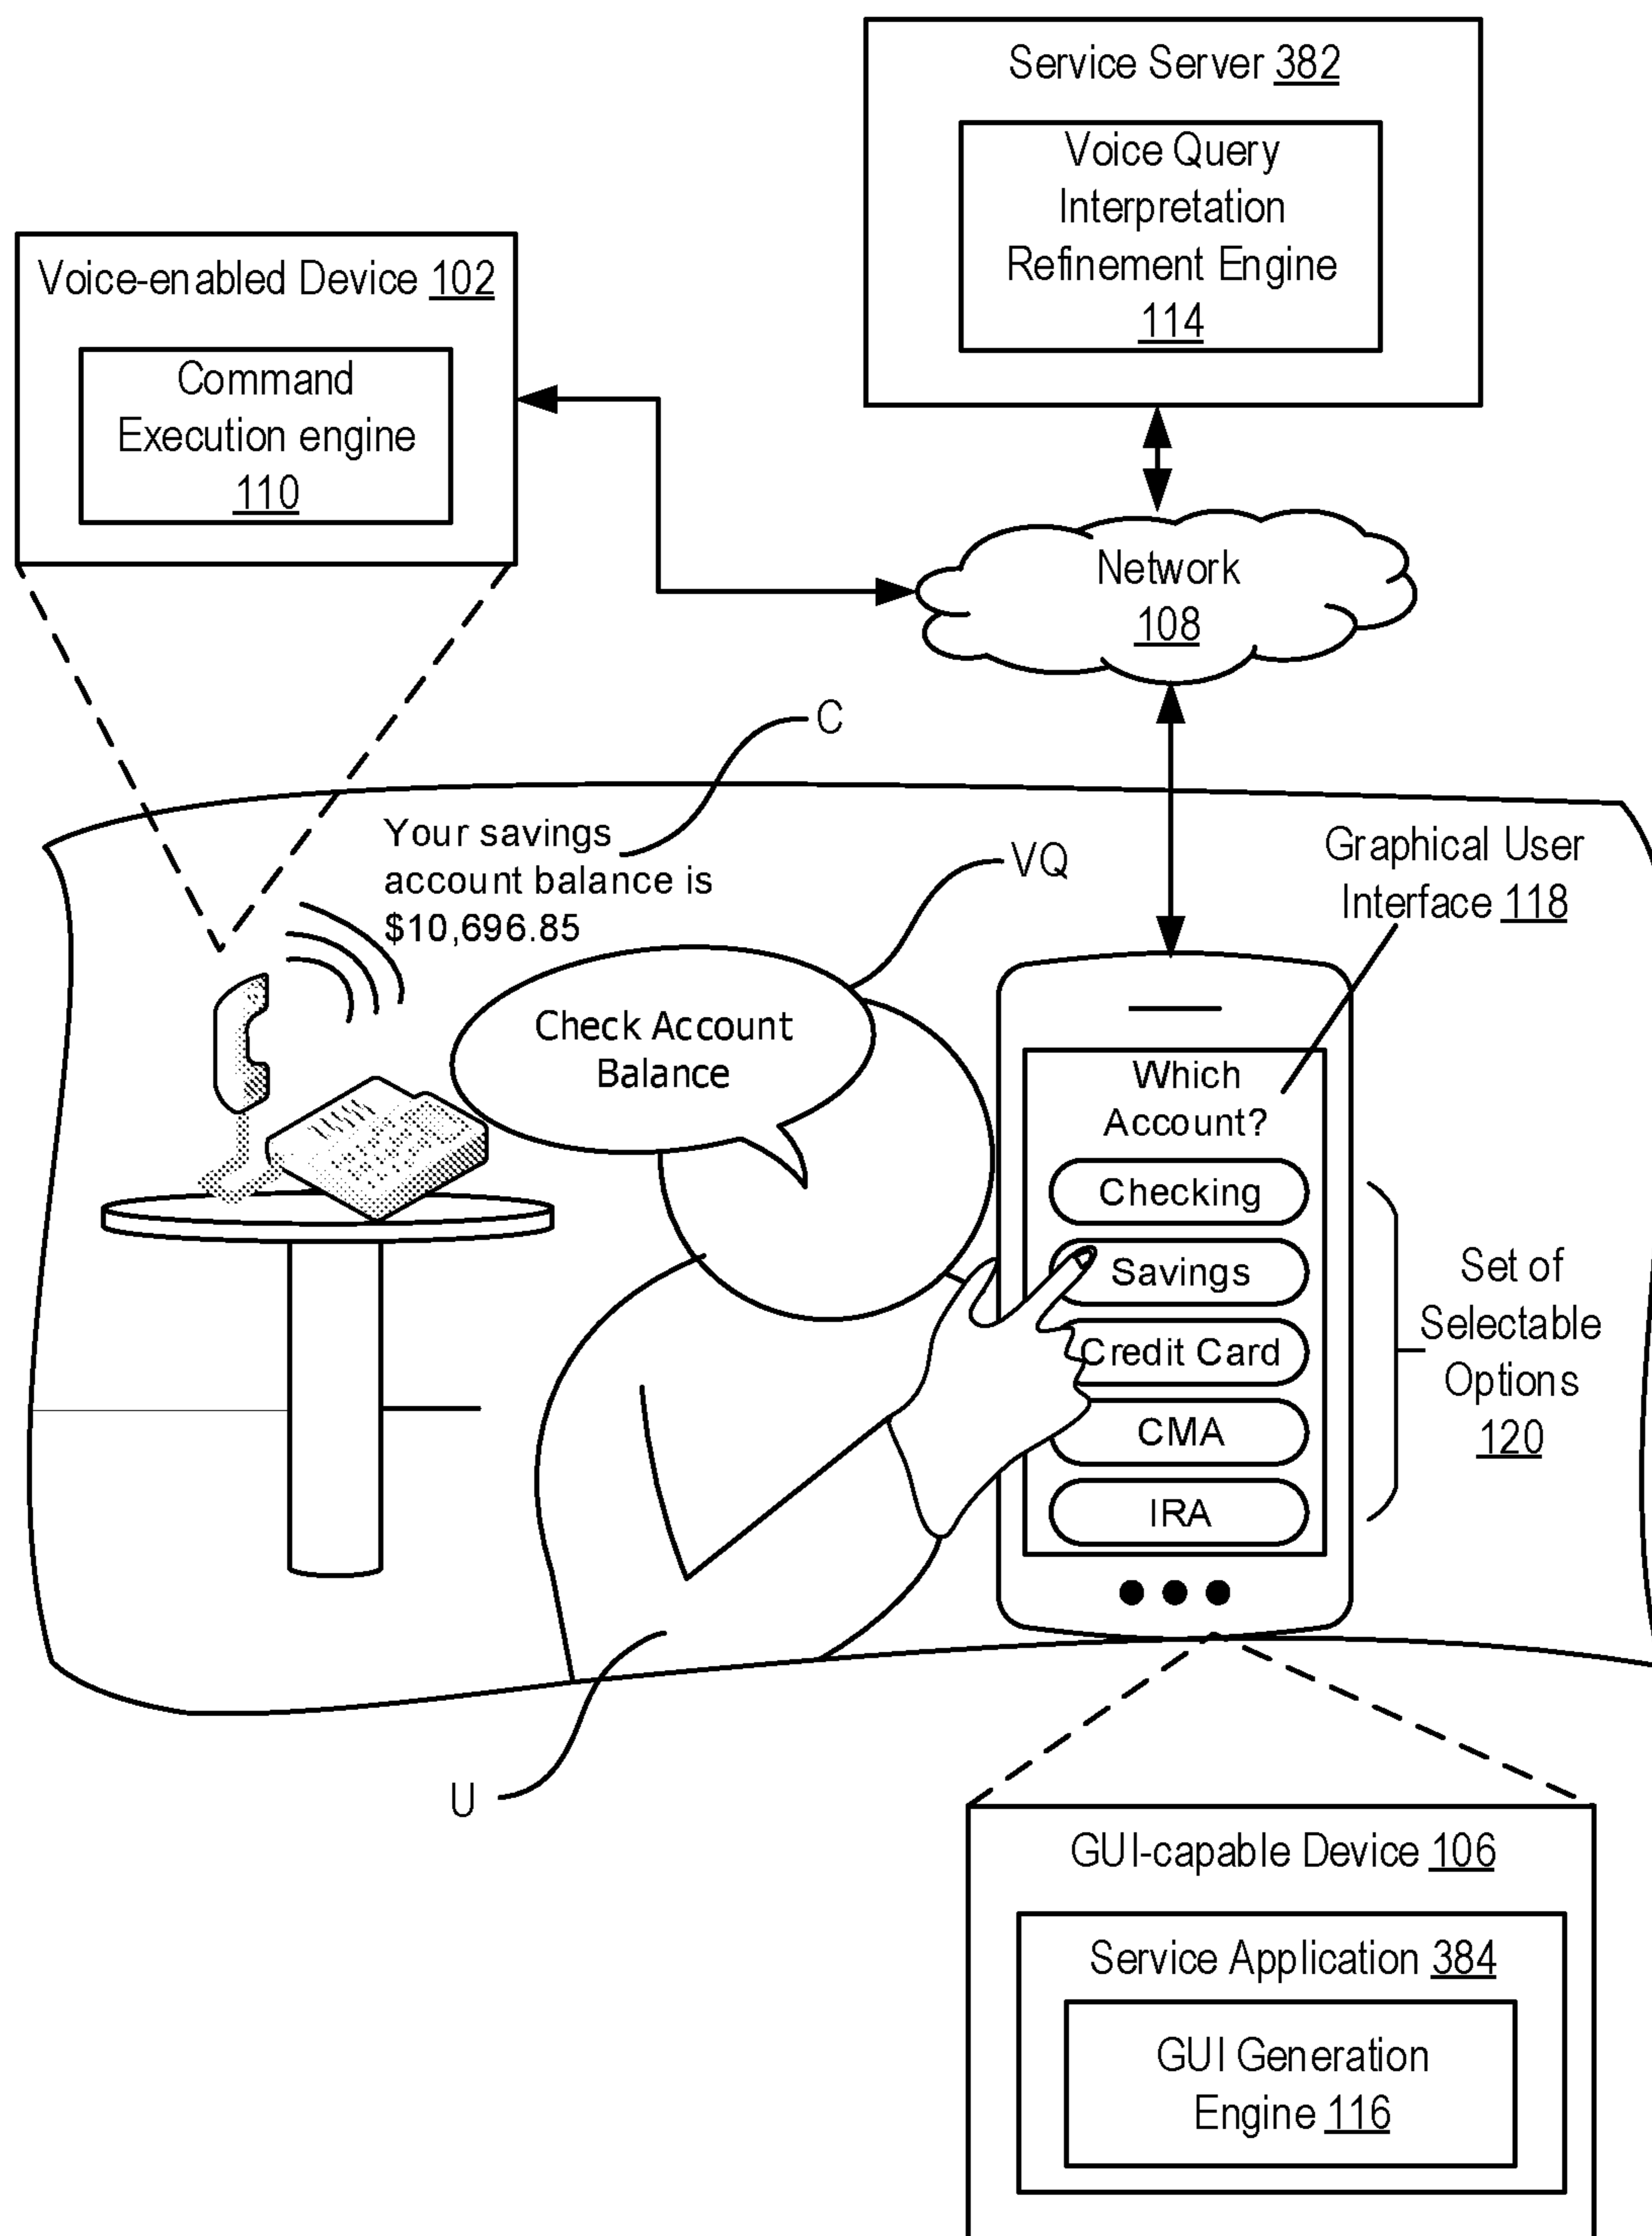 Service Server 382
Voice Query
Interpretation
Refinement Engine
114
Voice-enabled Device 102
Command
Execution engine
110
Network
108
C
Your savings
account balance is
$10,696.85
VQ
Graphical User
Interface 118
Check Account
Balance
Which
Account?
Checking
Savings
Credit Card
CMA
IRA
Set of
Selectable
Options
120
U
GUI-capable Device 106
Service Application 384
GUI Generation
Engine 116